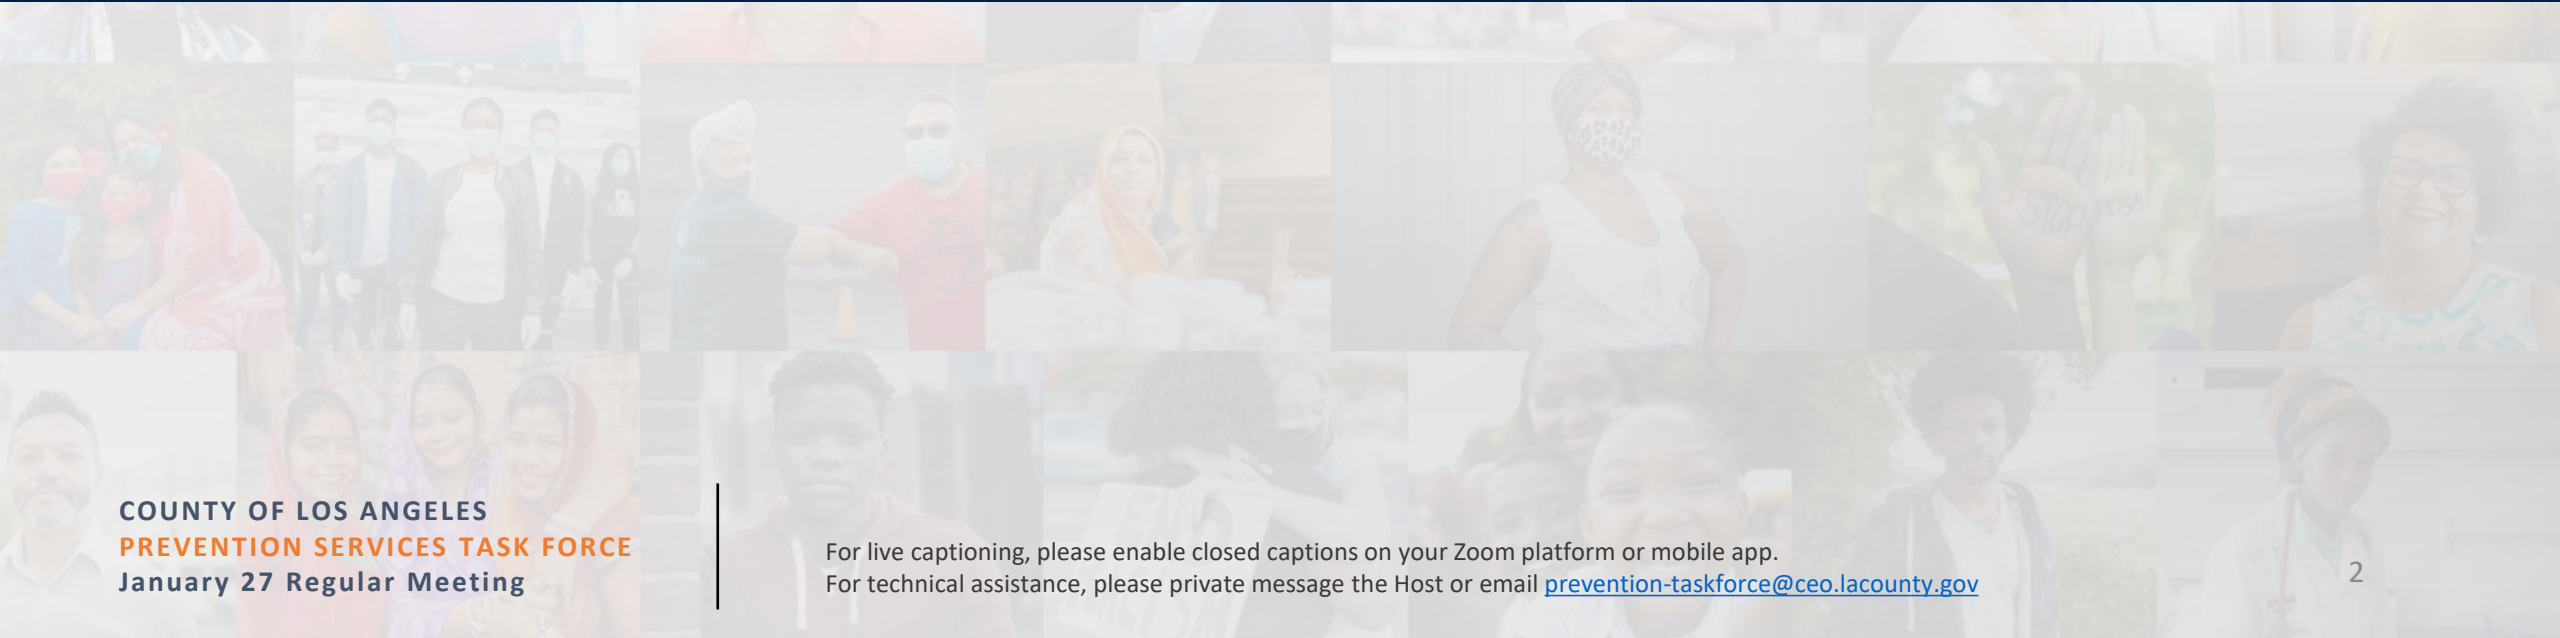 STOP racism
COUNTY OF LOS ANGELES
PREVENTION SERVICES TASK FORCE
January 27 Regular Meeting
For live captioning, please enable closed captions on your Zoom platform or mobile app.
For technical assistance, please private message the Host or email prevention-taskforce@ceo.lacounty.gov
2